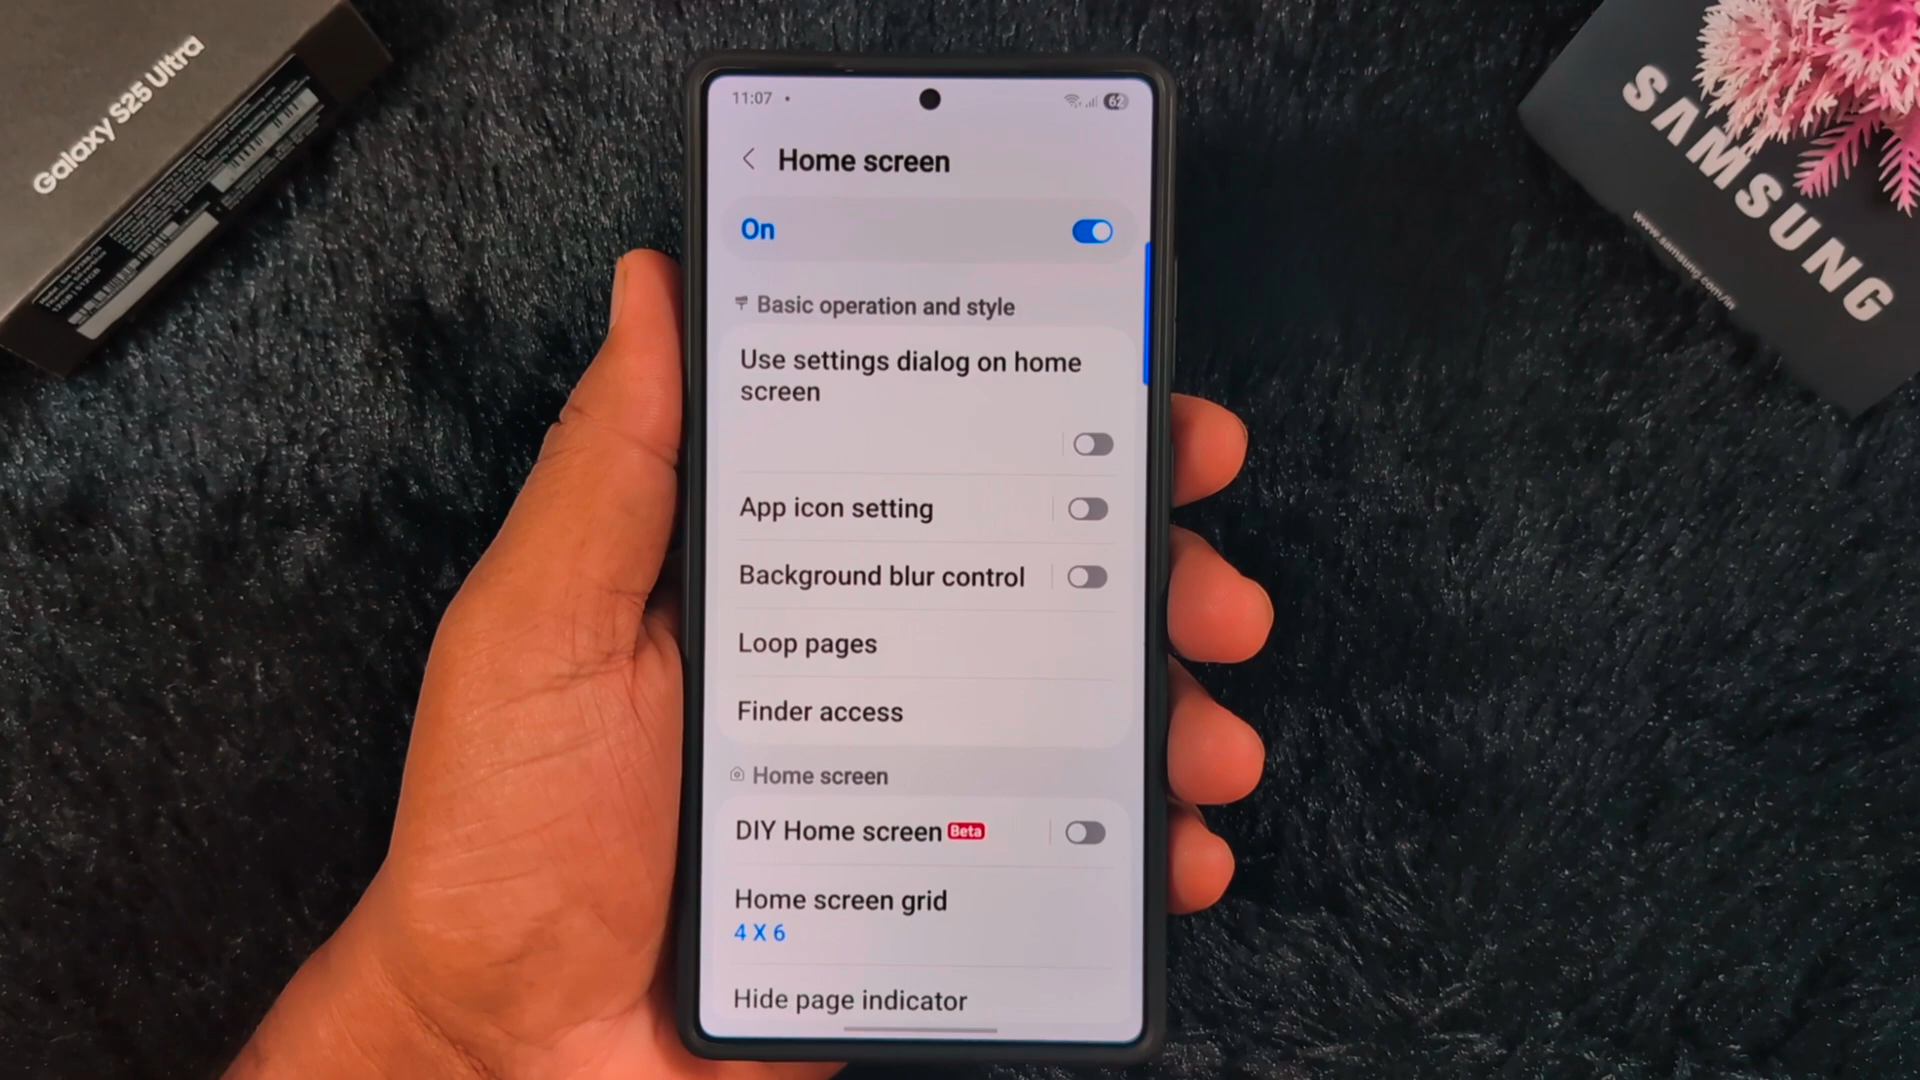 Galaxy S25 Ultra
SAMSUNG
www.samsung.com/in
11:07
62
Home screen
On
Basic operation and style
Use settings dialog on home
screen
App icon setting
Background blur control
Loop pages
Finder access
Home screen
DIY Home screen Beta
Home screen grid
4 X 6
Hide page indicator